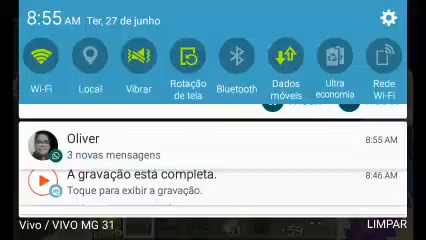 8:55 AM Ter, 27 de junho
Wi-Fi
Local
Vibrar
Rotação
de tela
Bluetooth
Dados
móveis
Ultra
economia
Rede
Wi-Fi
Oliver 8:55 AM
3 novas mensagens
A gravação está completa. 8:46 AM
Toque para exibir a gravação.
Vivo / VIVO MG 31 LIMPAR